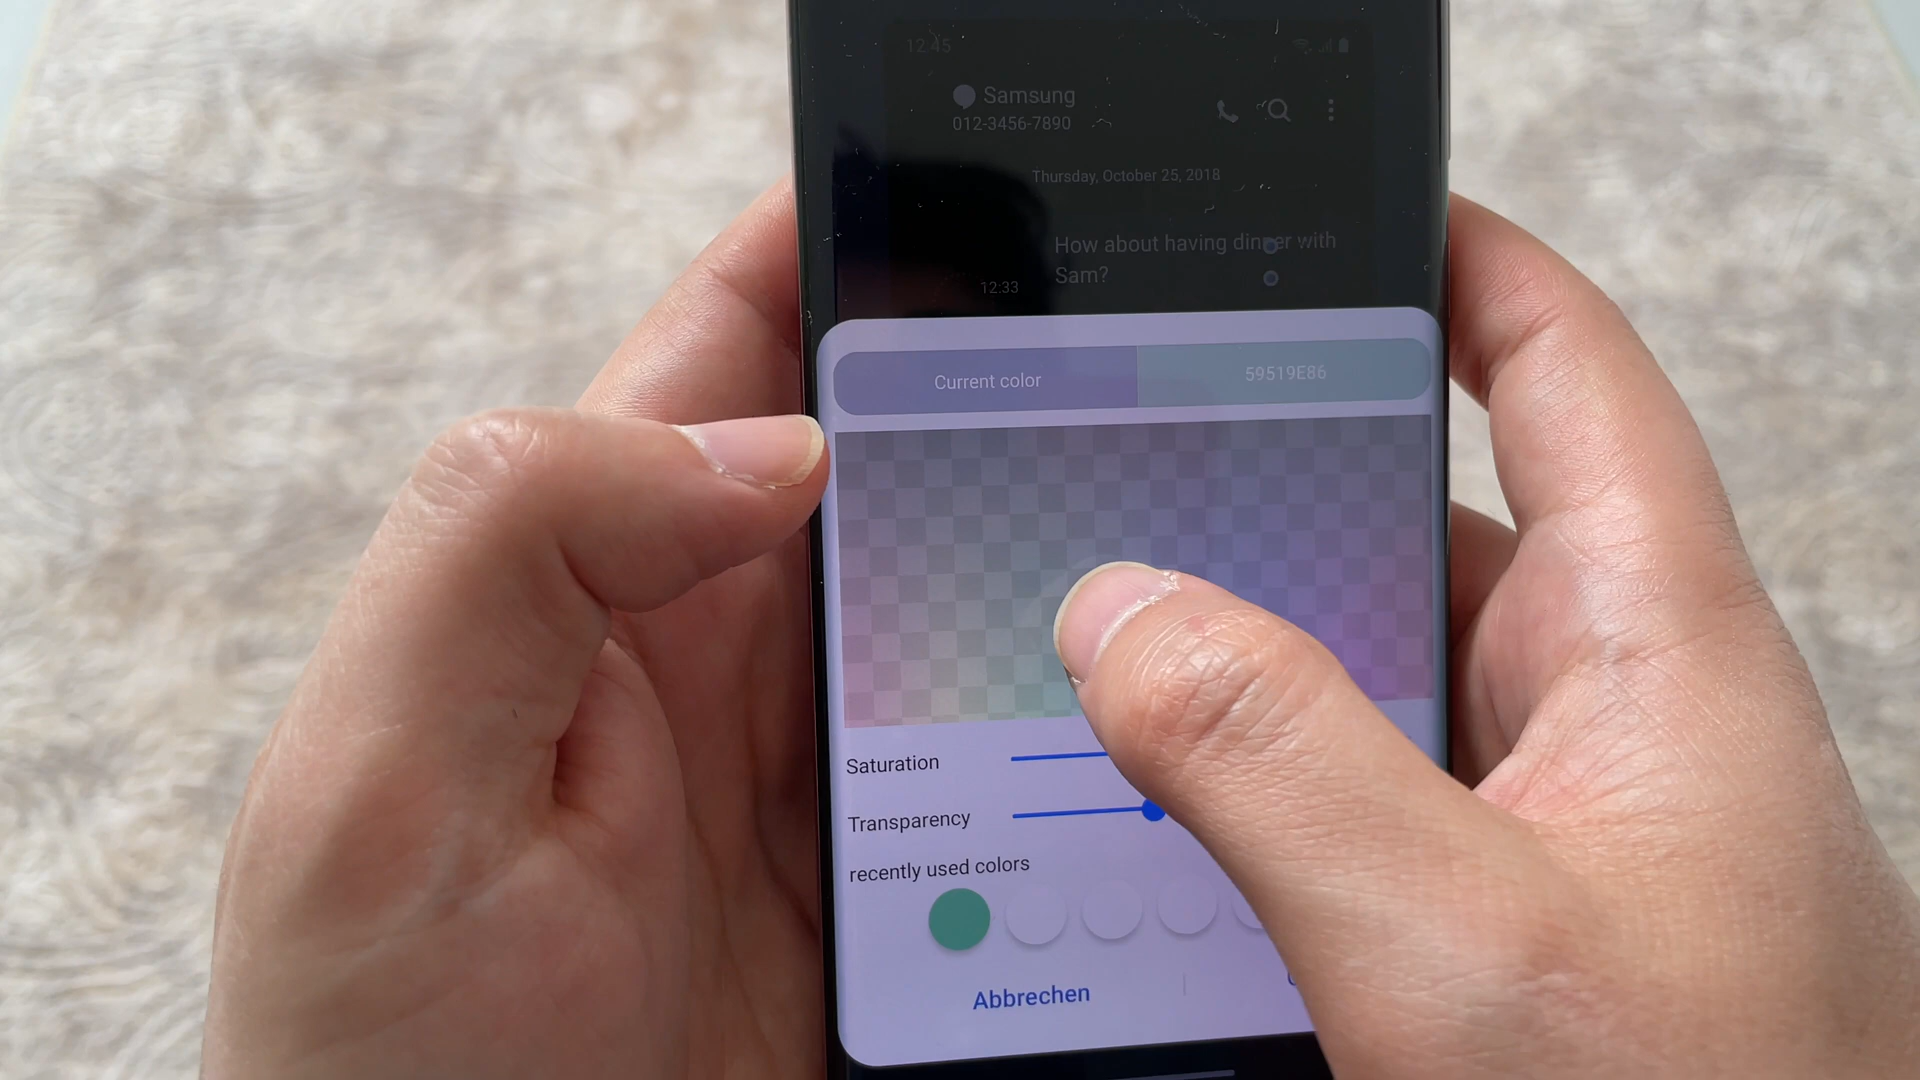 12:45
Samsung
012-3456-7890
Thursday, October 25, 2018
How about having dinner with
Sam?
12:33
Current color
59519E86
Saturation
Transparency
recently used colors
Abbrechen